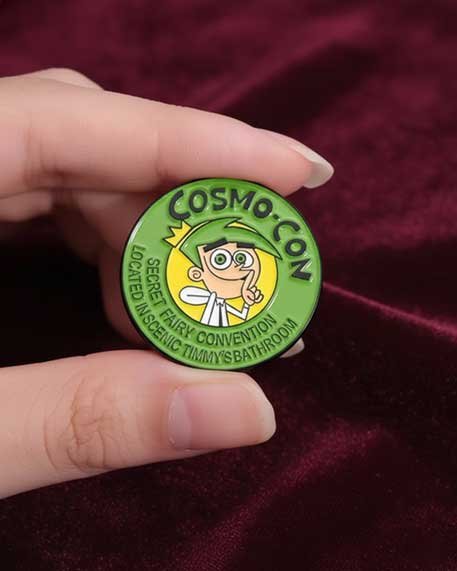 COSMO-CON
SECRET FAIRY CONVENTION
LOCATED IN SCENIC TIMMY'S BATHROOM